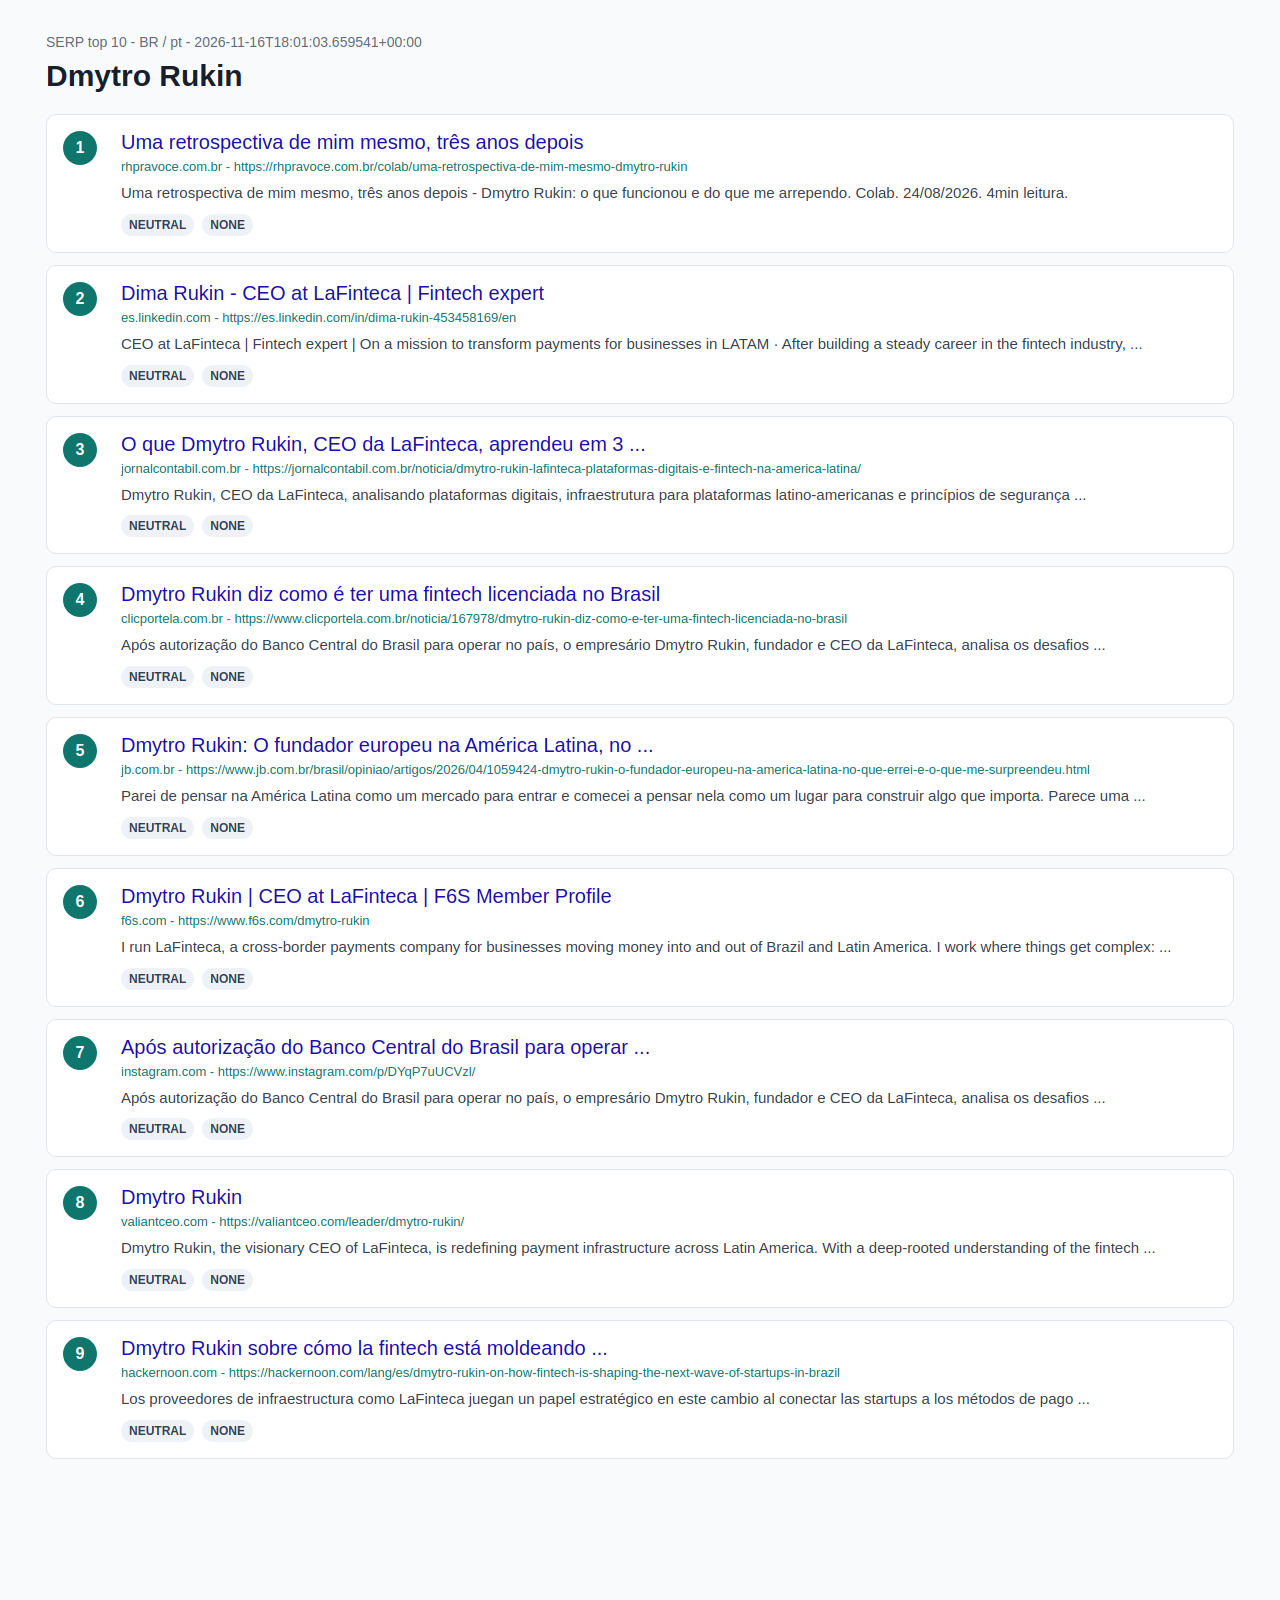 SERP top 10 - BR / pt - 2026-11-16T18:01:03.659541+00:00
Dmytro Rukin
1
Uma retrospectiva de mim mesmo, três anos depois
rhpravoce.com.br - https://rhpravoce.com.br/colab/uma-retrospectiva-de-mim-mesmo-dmytro-rukin
Uma retrospectiva de mim mesmo, três anos depois - Dmytro Rukin: o que funcionou e do que me arrependo. Colab. 24/08/2026. 4min leitura.
NEUTRAL NONE
2
Dima Rukin - CEO at LaFinteca | Fintech expert
es.linkedin.com - https://es.linkedin.com/in/dima-rukin-453458169/en
CEO at LaFinteca | Fintech expert | On a mission to transform payments for businesses in LATAM · After building a steady career in the fintech industry, ...
NEUTRAL NONE
3
O que Dmytro Rukin, CEO da LaFinteca, aprendeu em 3 ...
jornalcontabil.com.br - https://jornalcontabil.com.br/noticia/dmytro-rukin-lafinteca-plataformas-digitais-e-fintech-na-america-latina/
Dmytro Rukin, CEO da LaFinteca, analisando plataformas digitais, infraestrutura para plataformas latino-americanas e princípios de segurança ...
NEUTRAL NONE
4
Dmytro Rukin diz como é ter uma fintech licenciada no Brasil
clicportela.com.br - https://www.clicportela.com.br/noticia/167978/dmytro-rukin-diz-como-e-ter-uma-fintech-licenciada-no-brasil
Após autorização do Banco Central do Brasil para operar no país, o empresário Dmytro Rukin, fundador e CEO da LaFinteca, analisa os desafios ...
NEUTRAL NONE
5
Dmytro Rukin: O fundador europeu na América Latina, no ...
jb.com.br - https://www.jb.com.br/brasil/opiniao/artigos/2026/04/1059424-dmytro-rukin-o-fundador-europeu-na-america-latina-no-que-errei-e-o-que-me-surpreendeu.html
Parei de pensar na América Latina como um mercado para entrar e comecei a pensar nela como um lugar para construir algo que importa. Parece uma ...
NEUTRAL NONE
6
Dmytro Rukin | CEO at LaFinteca | F6S Member Profile
f6s.com - https://www.f6s.com/dmytro-rukin
I run LaFinteca, a cross-border payments company for businesses moving money into and out of Brazil and Latin America. I work where things get complex: ...
NEUTRAL NONE
7
Após autorização do Banco Central do Brasil para operar ...
instagram.com - https://www.instagram.com/p/DYqP7uUCVzl/
Após autorização do Banco Central do Brasil para operar no país, o empresário Dmytro Rukin, fundador e CEO da LaFinteca, analisa os desafios ...
NEUTRAL NONE
8
Dmytro Rukin
valiantceo.com - https://valiantceo.com/leader/dmytro-rukin/
Dmytro Rukin, the visionary CEO of LaFinteca, is redefining payment infrastructure across Latin America. With a deep-rooted understanding of the fintech ...
NEUTRAL NONE
9
Dmytro Rukin sobre cómo la fintech está moldeando ...
hackernoon.com - https://hackernoon.com/lang/es/dmytro-rukin-on-how-fintech-is-shaping-the-next-wave-of-startups-in-brazil
Los proveedores de infraestructura como LaFinteca juegan un papel estratégico en este cambio al conectar las startups a los métodos de pago ...
NEUTRAL NONE